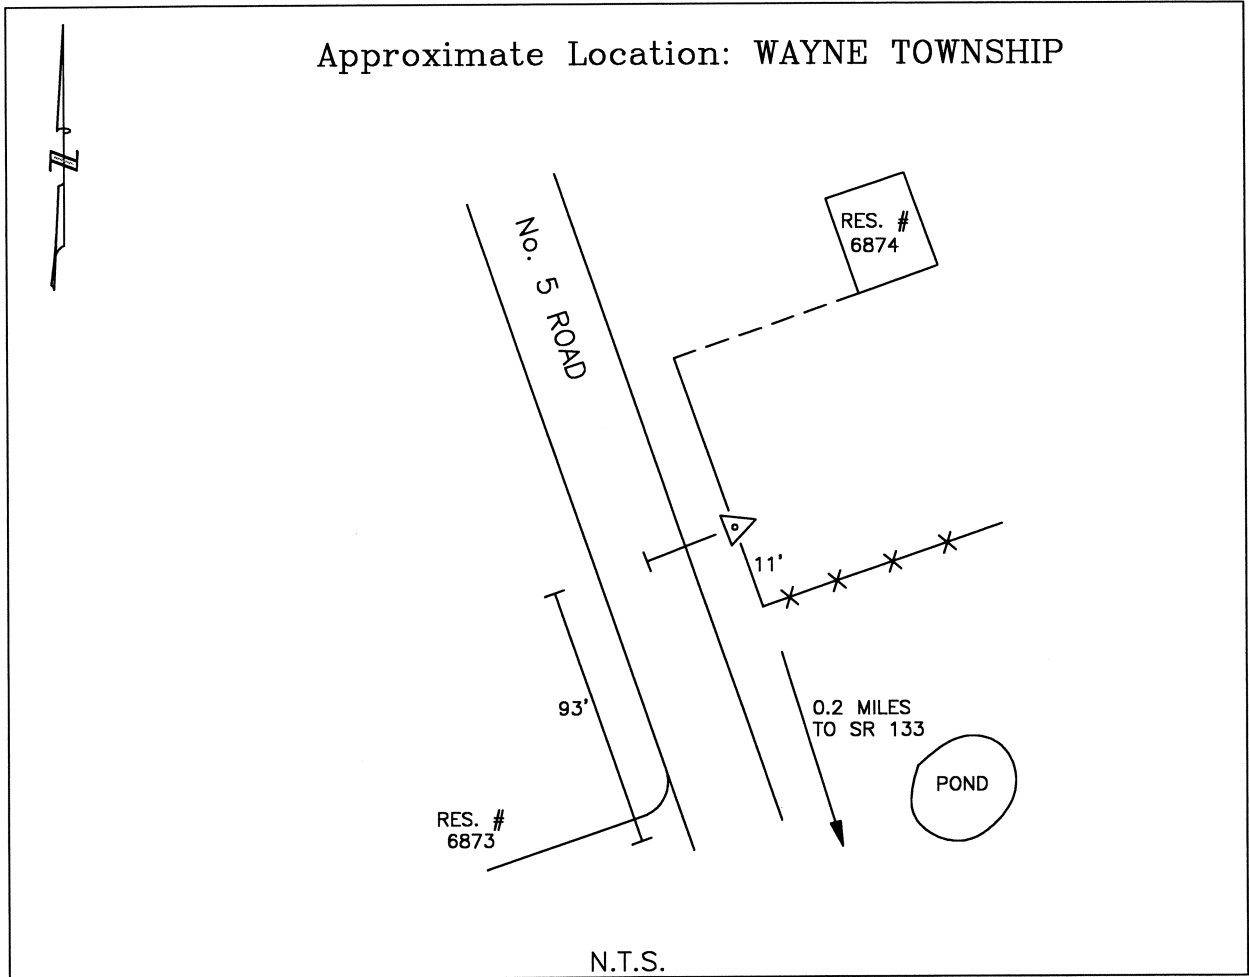 Approximate Location: WAYNE TOWNSHIP
N
No. 5 ROAD
RES. #
6874
11'
93'
0.2 MILES
TO SR 133
POND
RES. #
6873
N.T.S.